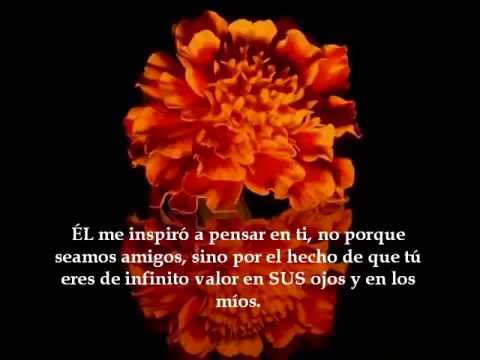 ÉL me inspiró a pensar en ti, no porque
seamos amigos, sino por el hecho de que tú
eres de infinito valor en SUS ojos y en los
míos.